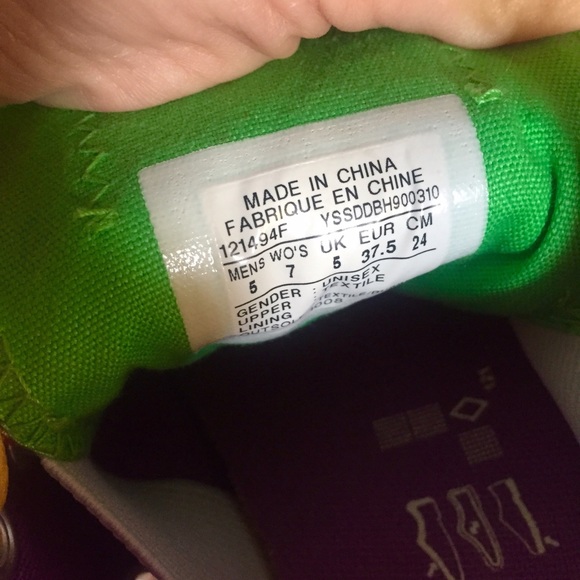 MADE IN CHINA
FABRIQUE EN CHINE
121494F YSSDDBH900310
MENS WO'S UK EUR CM
5 7 5 37.5 24
GENDER : UNISEX
UPPER : TEXTILE
LINING